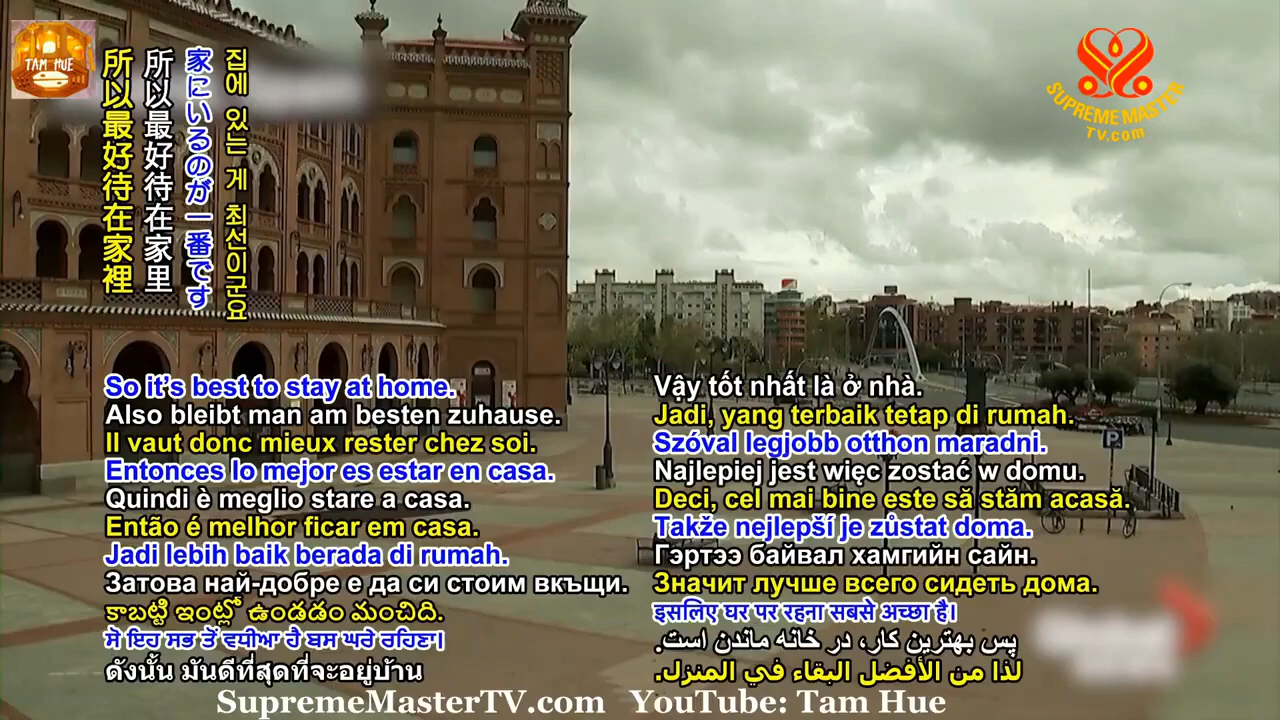 TAM HUE
所以最好待在家裡
所以最好待在家里
家にいるのが一番です
집에 있는 게 최선이군요
SUPREME MASTER
TV.com
So it's best to stay at home.
Also bleibt man am besten zuhause.
Il vaut donc mieux rester chez soi.
Entonces lo mejor es estar en casa.
Quindi è meglio stare a casa.
Então é melhor ficar em casa.
Jadi lebih baik berada di rumah.
Затова най-добре е да си стоим вкъщи.
కాబట్టి ఇంట్లో ఉండడం మంచిది.
ਸੋ ਇਹ ਸਭ ਤੋਂ ਵਧੀਆ ਹੈ ਬਸ ਘਰੇ ਰਹਿਣਾ।
ดังนั้น มันดีที่สุดที่จะอยู่บ้าน
Vậy tốt nhất là ở nhà.
Jadi, yang terbaik tetap di rumah.
Szóval legjobb otthon maradni.
Najlepiej jest więc zostać w domu.
Deci, cel mai bine este să stăm acasă.
Takže nejlepší je zůstat doma.
Гэртээ байвал хамгийн сайн.
Значит лучше всего сидеть дома.
इसलिए घर पर रहना सबसे अच्छा है।
پس بهترین کار، در خانه ماندن است.
لذا من الأفضل البقاء في المنزل.
P
SupremeMasterTV.com YouTube: Tam Hue